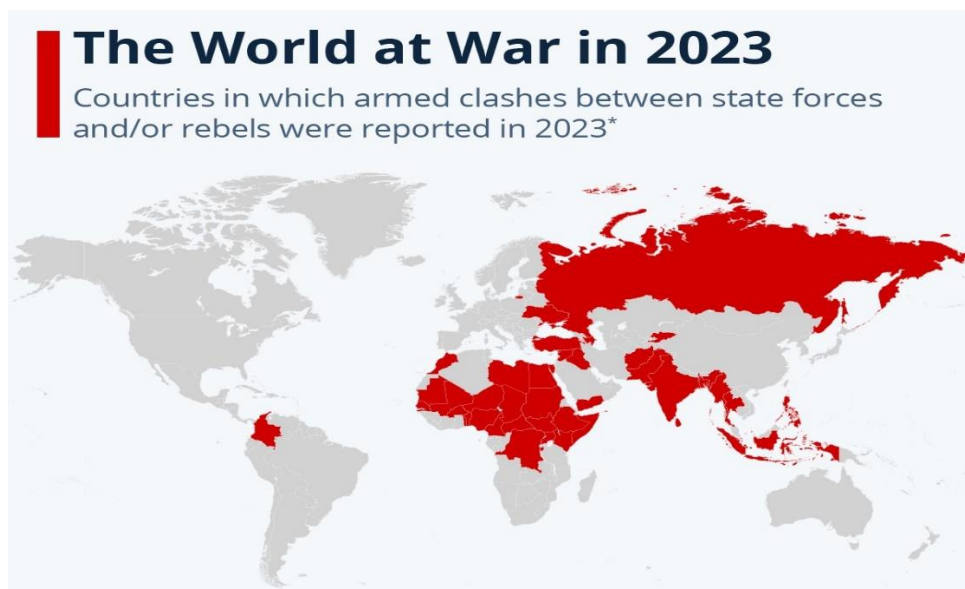 The World at War in 2023
Countries in which armed clashes between state forces
and/or rebels were reported in 2023*